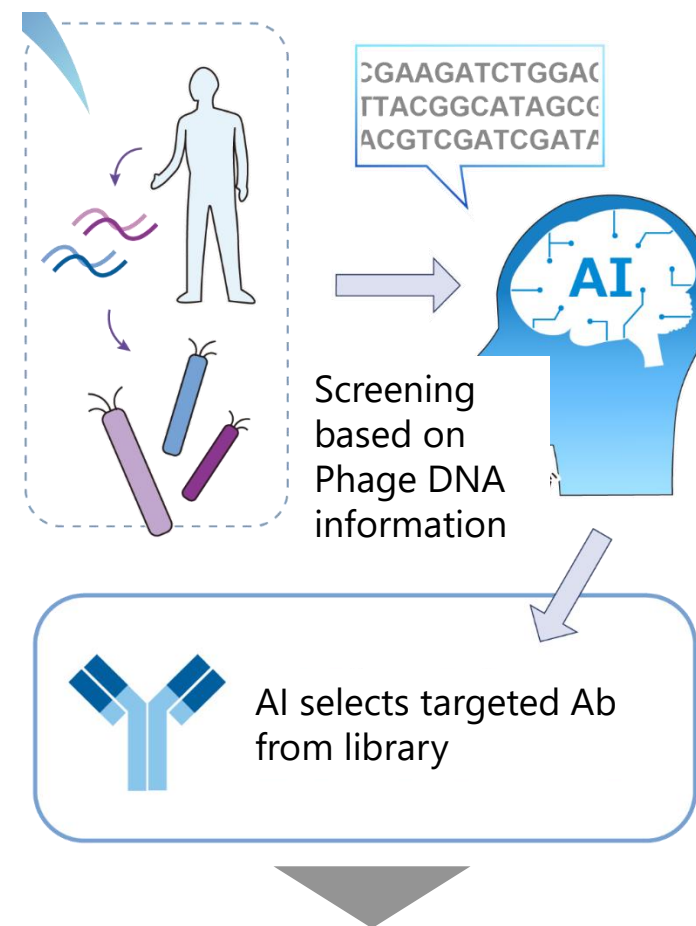 CGAAGATCTGGAC
TTACGGCATAGCG
ACGTCGATCGATA
AI
Screening
based on
Phage DNA
information
AI selects targeted Ab
from library